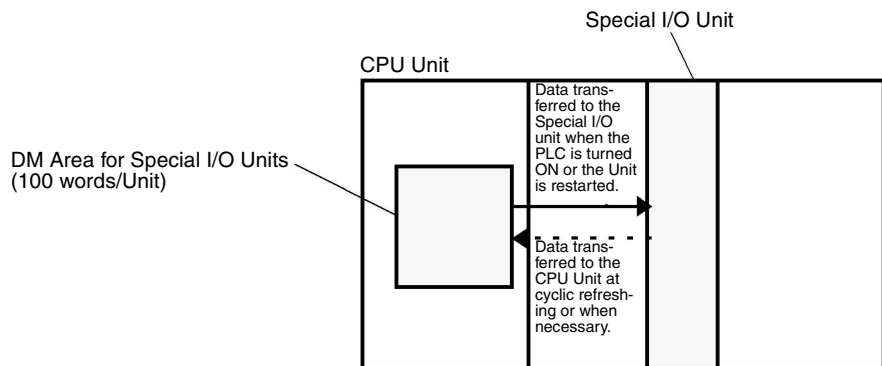 Special I/O Unit
CPU Unit
Data trans-
ferred to the
Special I/O
unit when the
PLC is turned
ON or the Unit
is restarted.
DM Area for Special I/O Units
(100 words/Unit)
Data trans-
ferred to the
CPU Unit at
cyclic refresh-
ing or when
necessary.